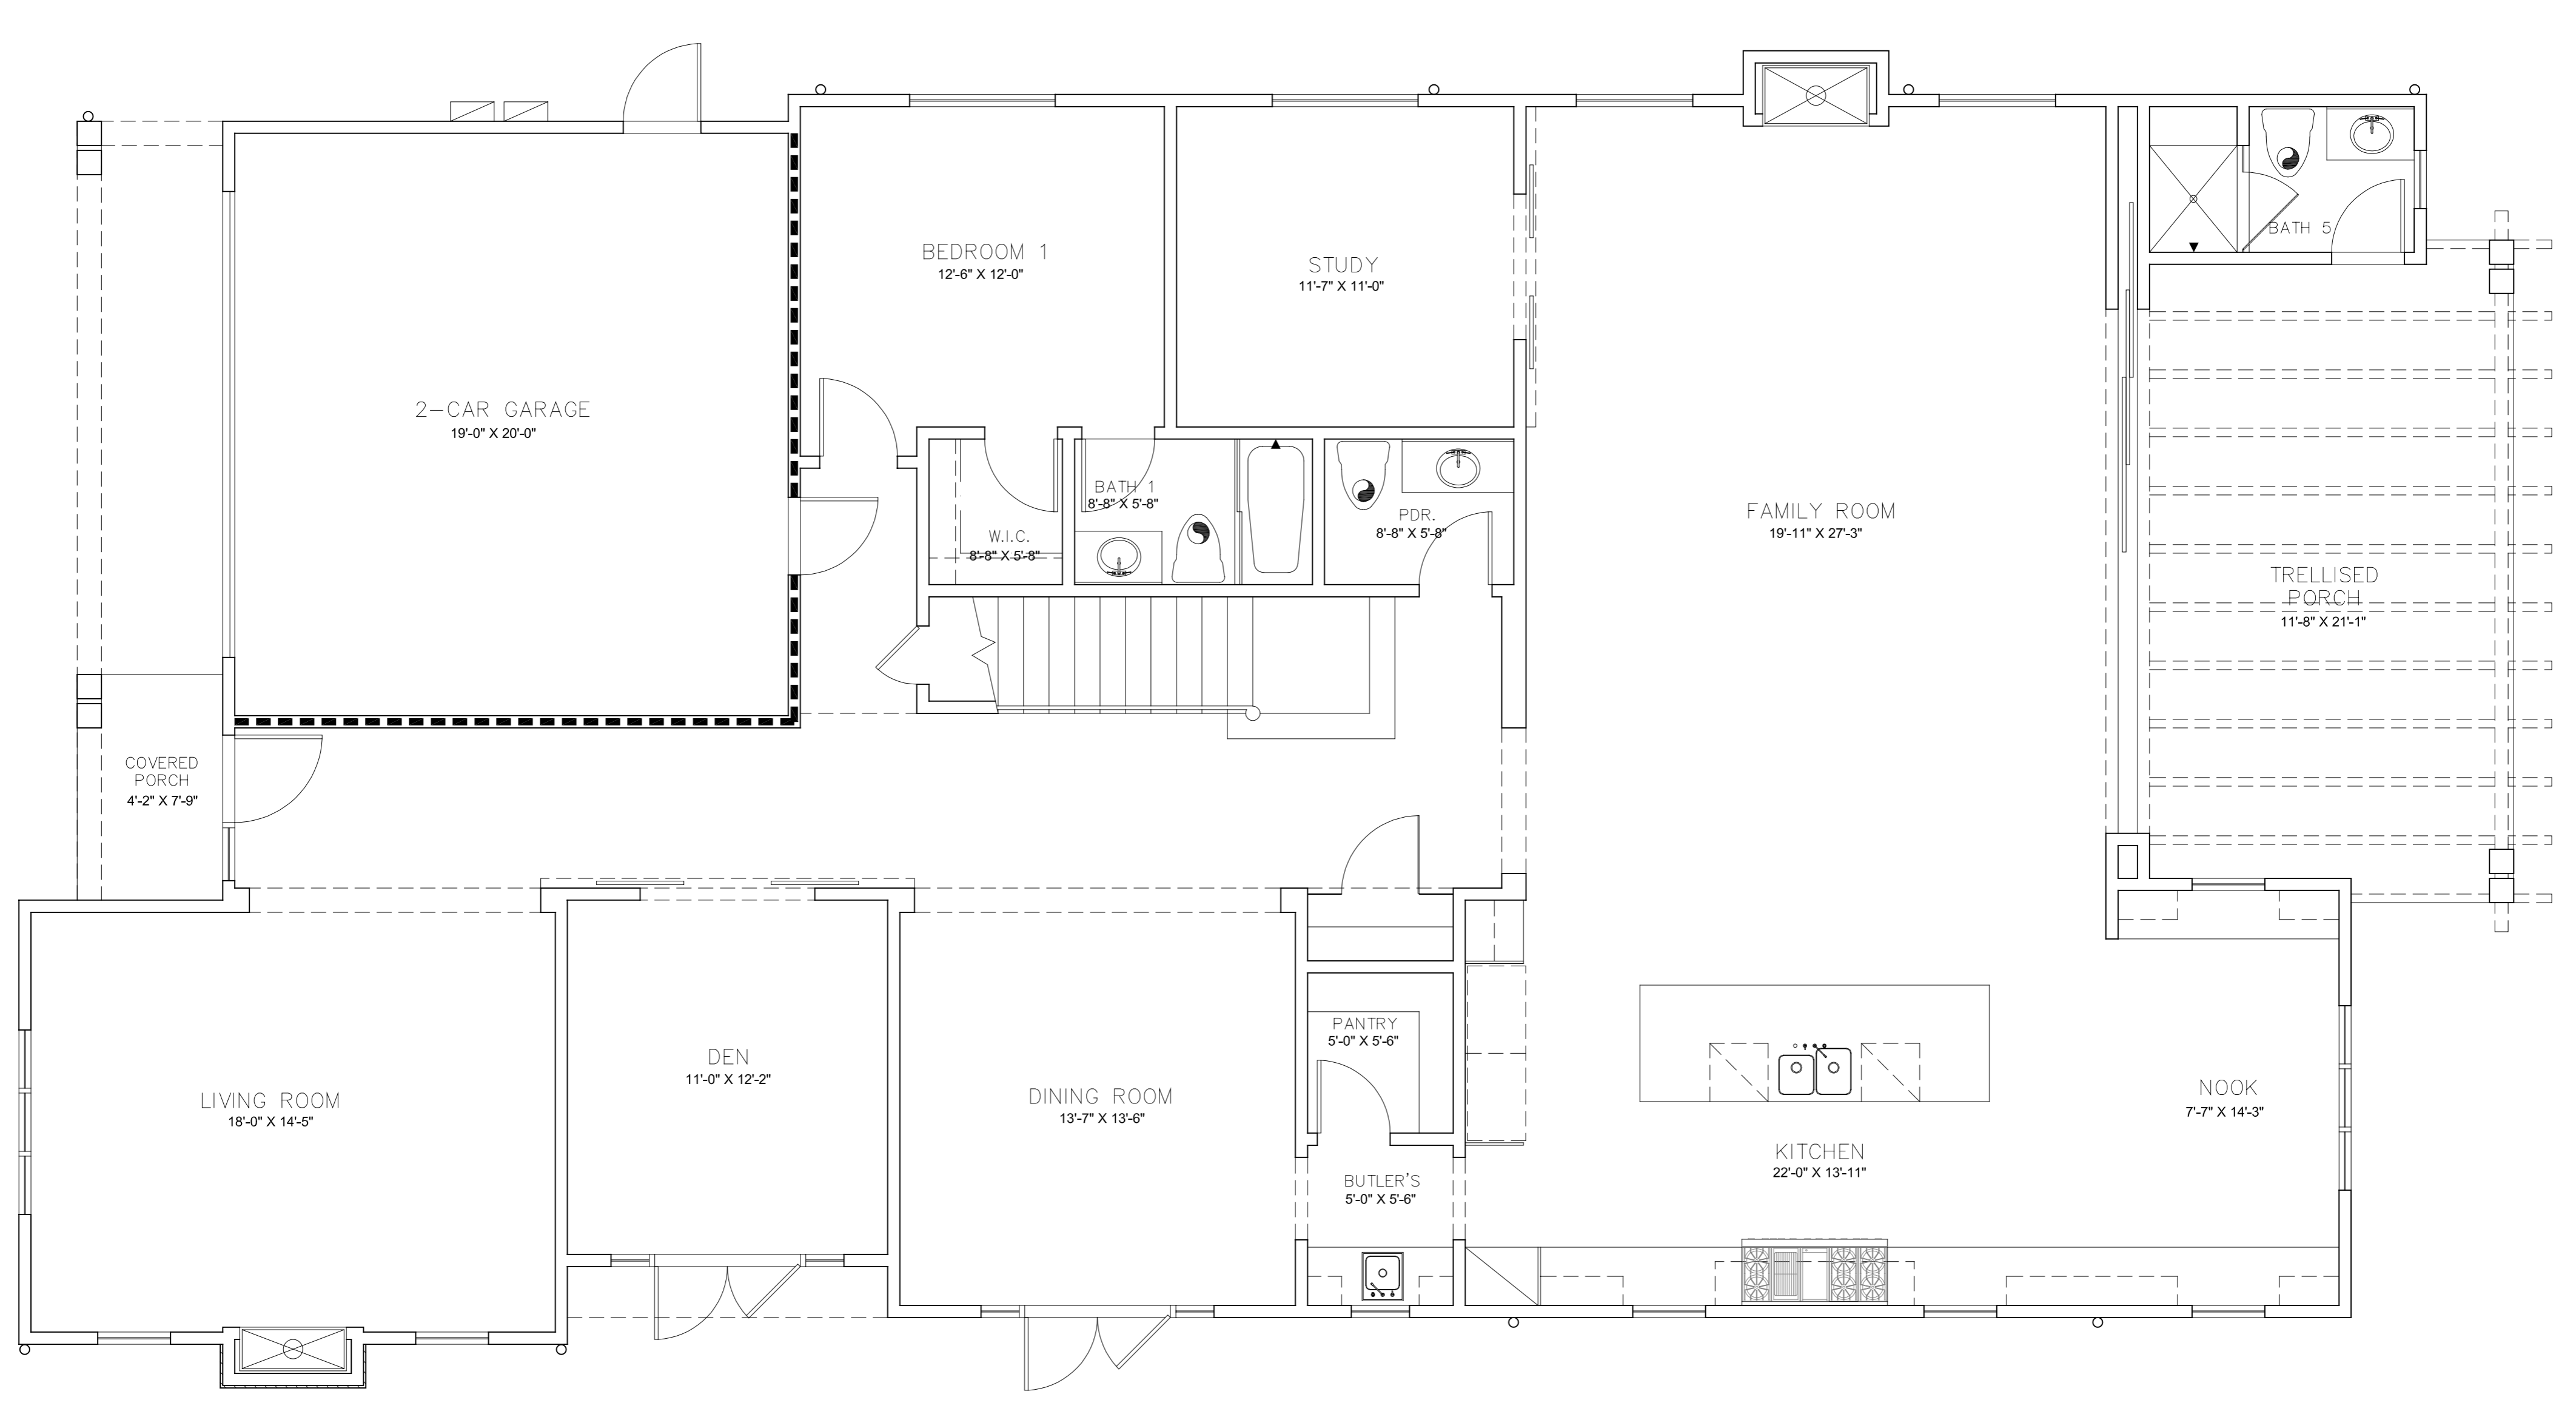 BEDROOM 1
12'-6" X 12'-0"
STUDY
11'-7" X 11'-0"
BATH 5
2-CAR GARAGE
19'-0" X 20'-0"
BATH 1
8'-8" X 5'-8"
W.I.C.
8'-8" X 5'-8"
PDR.
8'-8" X 5'-8"
FAMILY ROOM
19'-11" X 27'-3"
TRELLISED
PORCH
11'-8" X 21'-1"
COVERED
PORCH
4'-2" X 7'-9"
LIVING ROOM
18'-0" X 14'-5"
DEN
11'-0" X 12'-2"
DINING ROOM
13'-7" X 13'-6"
PANTRY
5'-0" X 5'-6"
BUTLER'S
5'-0" X 5'-6"
KITCHEN
22'-0" X 13'-11"
NOOK
7'-7" X 14'-3"